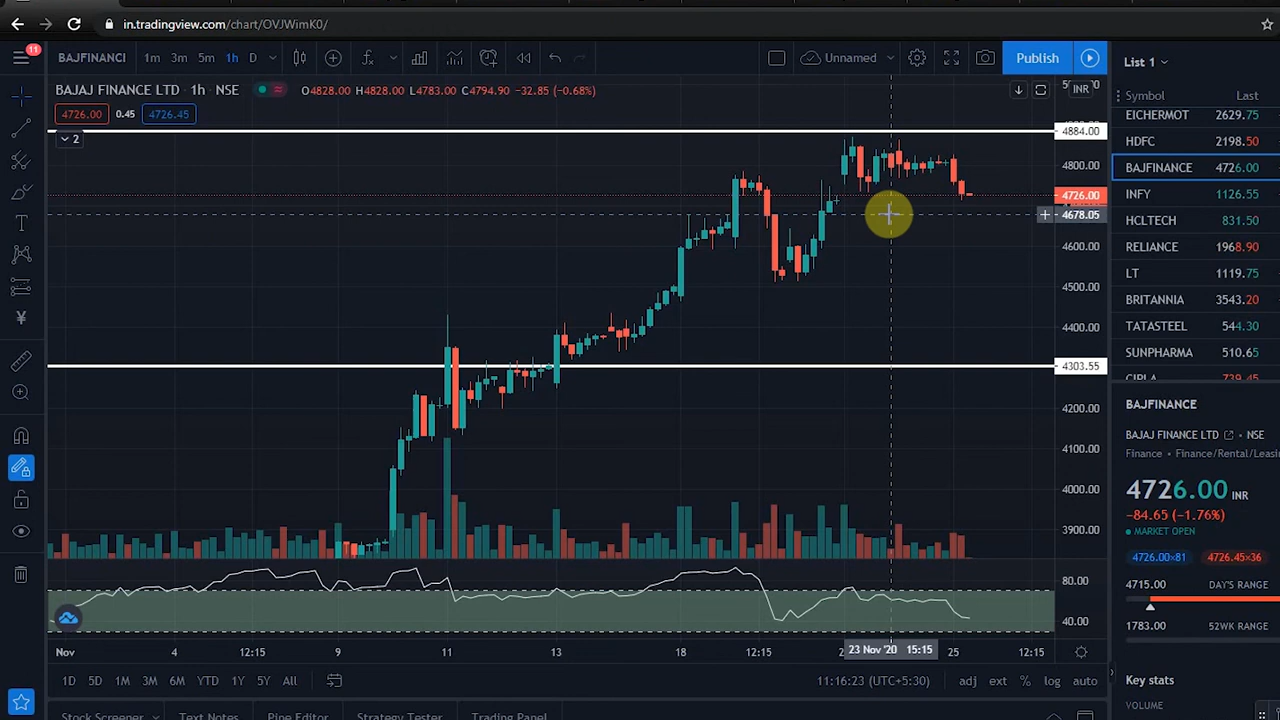 in.tradingview.com/chart/OVJWimK0/
11
BAJFINANCI 1m 3m 5m 1h D Unnamed Publish
BAJAJ FINANCE LTD · 1h · NSE O4828.00 H4828.00 L4783.00 C4794.90 −32.85 (−0.68%)
4726.00 0.45 4726.45
2
INR
4884.00
4800.00
4726.00
4678.05
4600.00
4500.00
4400.00
4303.55
4200.00
4100.00
4000.00
3900.00
80.00
40.00
Nov 4 12:15 9 11 13 18 12:15 23 Nov '20 15:15 25 12:15
1D 5D 1M 3M 6M YTD 1Y 5Y All 11:16:23 (UTC+5:30) adj ext % log auto
Stock Screener Text Notes Pine Editor Strategy Tester Trading Panel
List 1
Symbol Last
EICHERMOT 2629.75
HDFC 2198.50
BAJFINANCE 4726.00
INFY 1126.55
HCLTECH 831.50
RELIANCE 1968.90
LT 1119.75
BRITANNIA 3543.20
TATASTEEL 544.30
SUNPHARMA 510.65
CIPLA 739.45
BAJFINANCE
BAJAJ FINANCE LTD · NSE
Finance · Finance/Rental/Leasi
4726.00 INR
−84.65 (−1.76%)
MARKET OPEN
4726.00×81 4726.45×36
4715.00 DAY'S RANGE
1783.00 52WK RANGE
Key stats
VOLUME